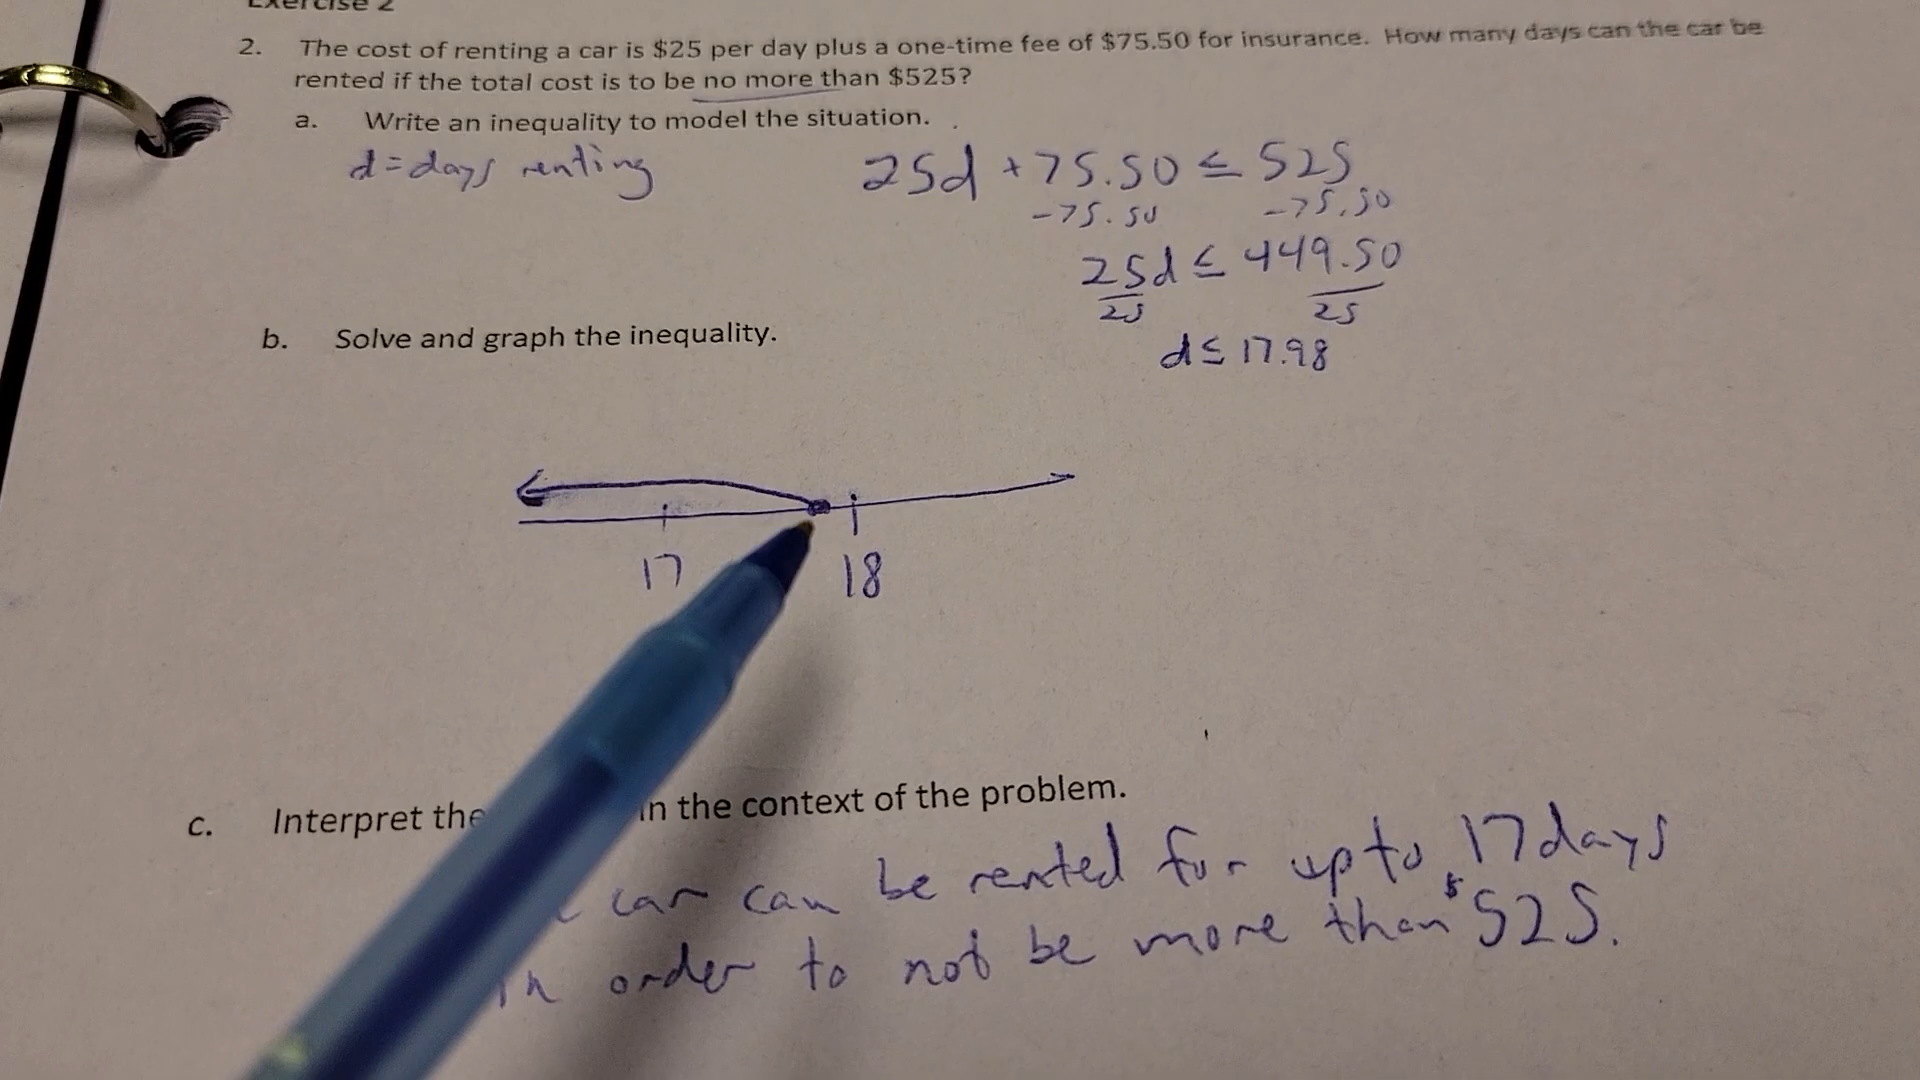 Exercise 2
2. The cost of renting a car is $25 per day plus a one-time fee of $75.50 for insurance. How many days can the car be
rented if the total cost is to be no more than $525?
a. Write an inequality to model the situation.
d=days renting 25d + 75.50 ≤ 525
-75.50 -75.50
25d ≤ 449.50
25 25
b. Solve and graph the inequality.
d≤ 17.98
17 18
c. Interpret the in the context of the problem.
car can be rented for up to 17 days
in order to not be more than $525.